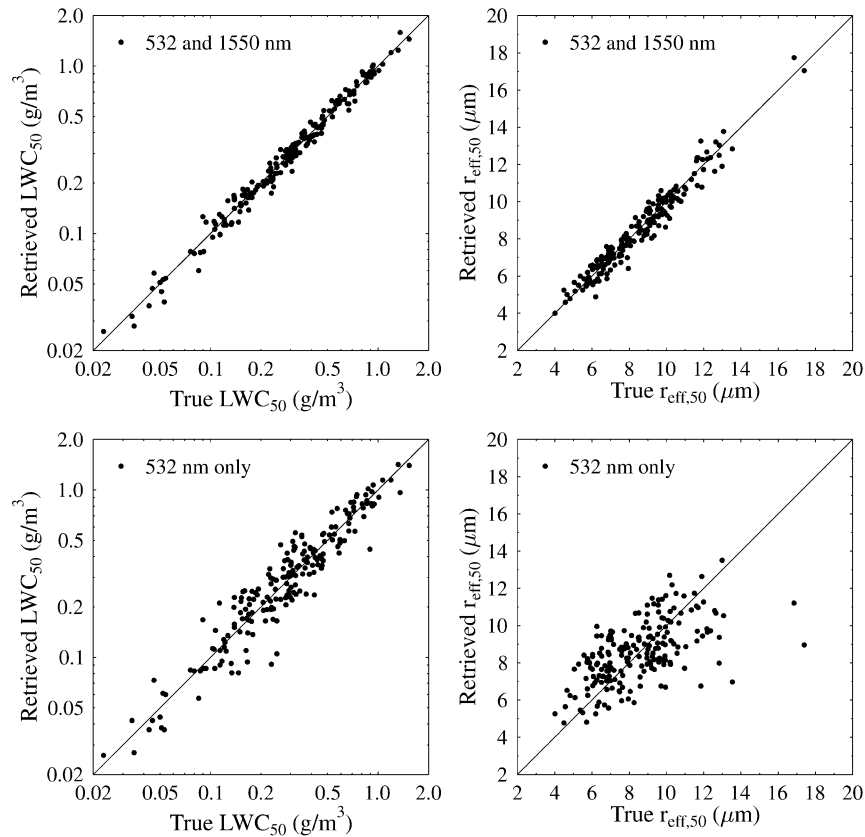 532 and 1550 nm
Retrieved LWC50 (g/m3)
2.0
1.0
0.5
0.2
0.1
0.05
0.02
0.02 0.05 0.1 0.2 0.5 1.0 2.0
True LWC50 (g/m3)
532 and 1550 nm
Retrieved reff,50 (μm)
20
18
16
14
12
10
8
6
4
2
2 4 6 8 10 12 14 16 18 20
True reff,50 (μm)
532 nm only
Retrieved LWC50 (g/m3)
2.0
1.0
0.5
0.2
0.1
0.05
0.02
0.02 0.05 0.1 0.2 0.5 1.0 2.0
True LWC50 (g/m3)
532 nm only
Retrieved reff,50 (μm)
20
18
16
14
12
10
8
6
4
2
2 4 6 8 10 12 14 16 18 20
True reff,50 (μm)